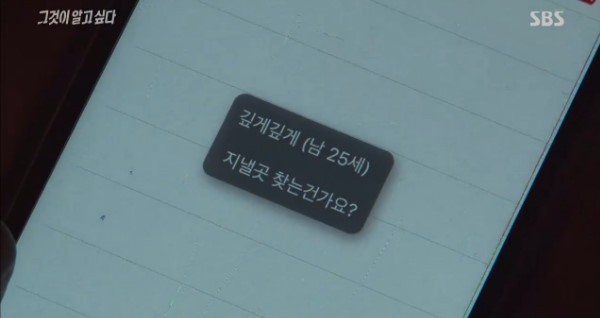 그것이 알고싶다
SBS
깊게깊게 (남 25세)
지낼곳 찾는건가요?